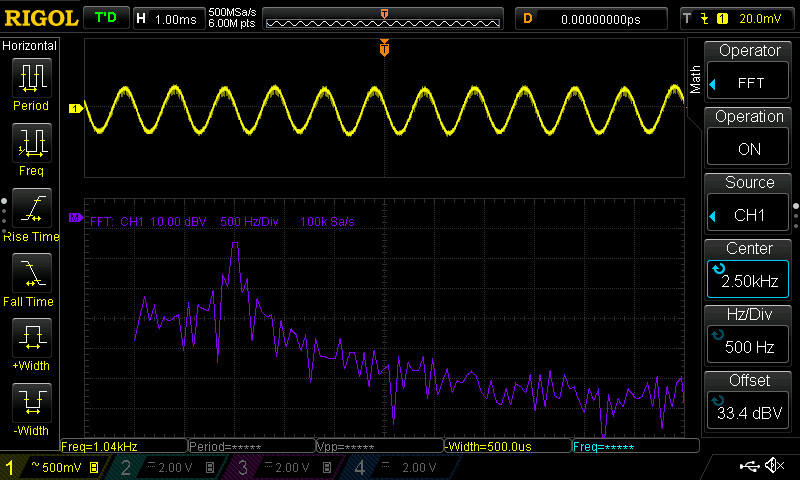 RIGOL T'D H 1.00ms 500MSa/s 6.00M pts T D 0.00000000ps T 1 20.0mV
Horizontal
Period
Freq
Rise Time
Fall Time
+Width
-Width
T
1
M
FFT: CH1 10.00 dBV 500 Hz/Div 100k Sa/s
Math
Operator
FFT
Operation
ON
Source
CH1
Center
2.50kHz
Hz/Div
500 Hz
Offset
33.4 dBV
Freq=1.04kHz Period=***** Vpp=***** -Width=500.0us Freq=*****
1 ~ 500mV B 2 2.00 V B 3 2.00 V B 4 2.00 V